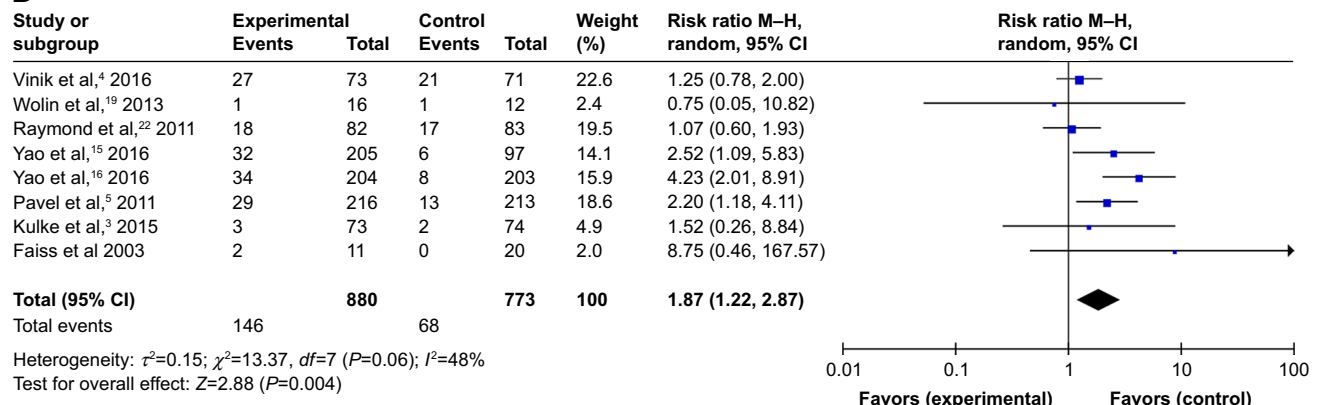 Study or Experimental Control Weight Risk ratio M–H, Risk ratio M–H,
subgroup Events Total Events Total (%) random, 95% CI random, 95% CI
Vinik et al,⁴ 2016 27 73 21 71 22.6 1.25 (0.78, 2.00)
Wolin et al,¹⁹ 2013 1 16 1 12 2.4 0.75 (0.05, 10.82)
Raymond et al,²² 2011 18 82 17 83 19.5 1.07 (0.60, 1.93)
Yao et al,¹⁵ 2016 32 205 6 97 14.1 2.52 (1.09, 5.83)
Yao et al,¹⁶ 2016 34 204 8 203 15.9 4.23 (2.01, 8.91)
Pavel et al,⁵ 2011 29 216 13 213 18.6 2.20 (1.18, 4.11)
Kulke et al,³ 2015 3 73 2 74 4.9 1.52 (0.26, 8.84)
Faiss et al 2003 2 11 0 20 2.0 8.75 (0.46, 167.57)
Total (95% CI) 880 773 100 1.87 (1.22, 2.87)
Total events 146 68
Heterogeneity: τ²=0.15; χ²=13.37, df=7 (P=0.06); I²=48%
Test for overall effect: Z=2.88 (P=0.004)
0.01 0.1 1 10 100
Favors (experimental) Favors (control)